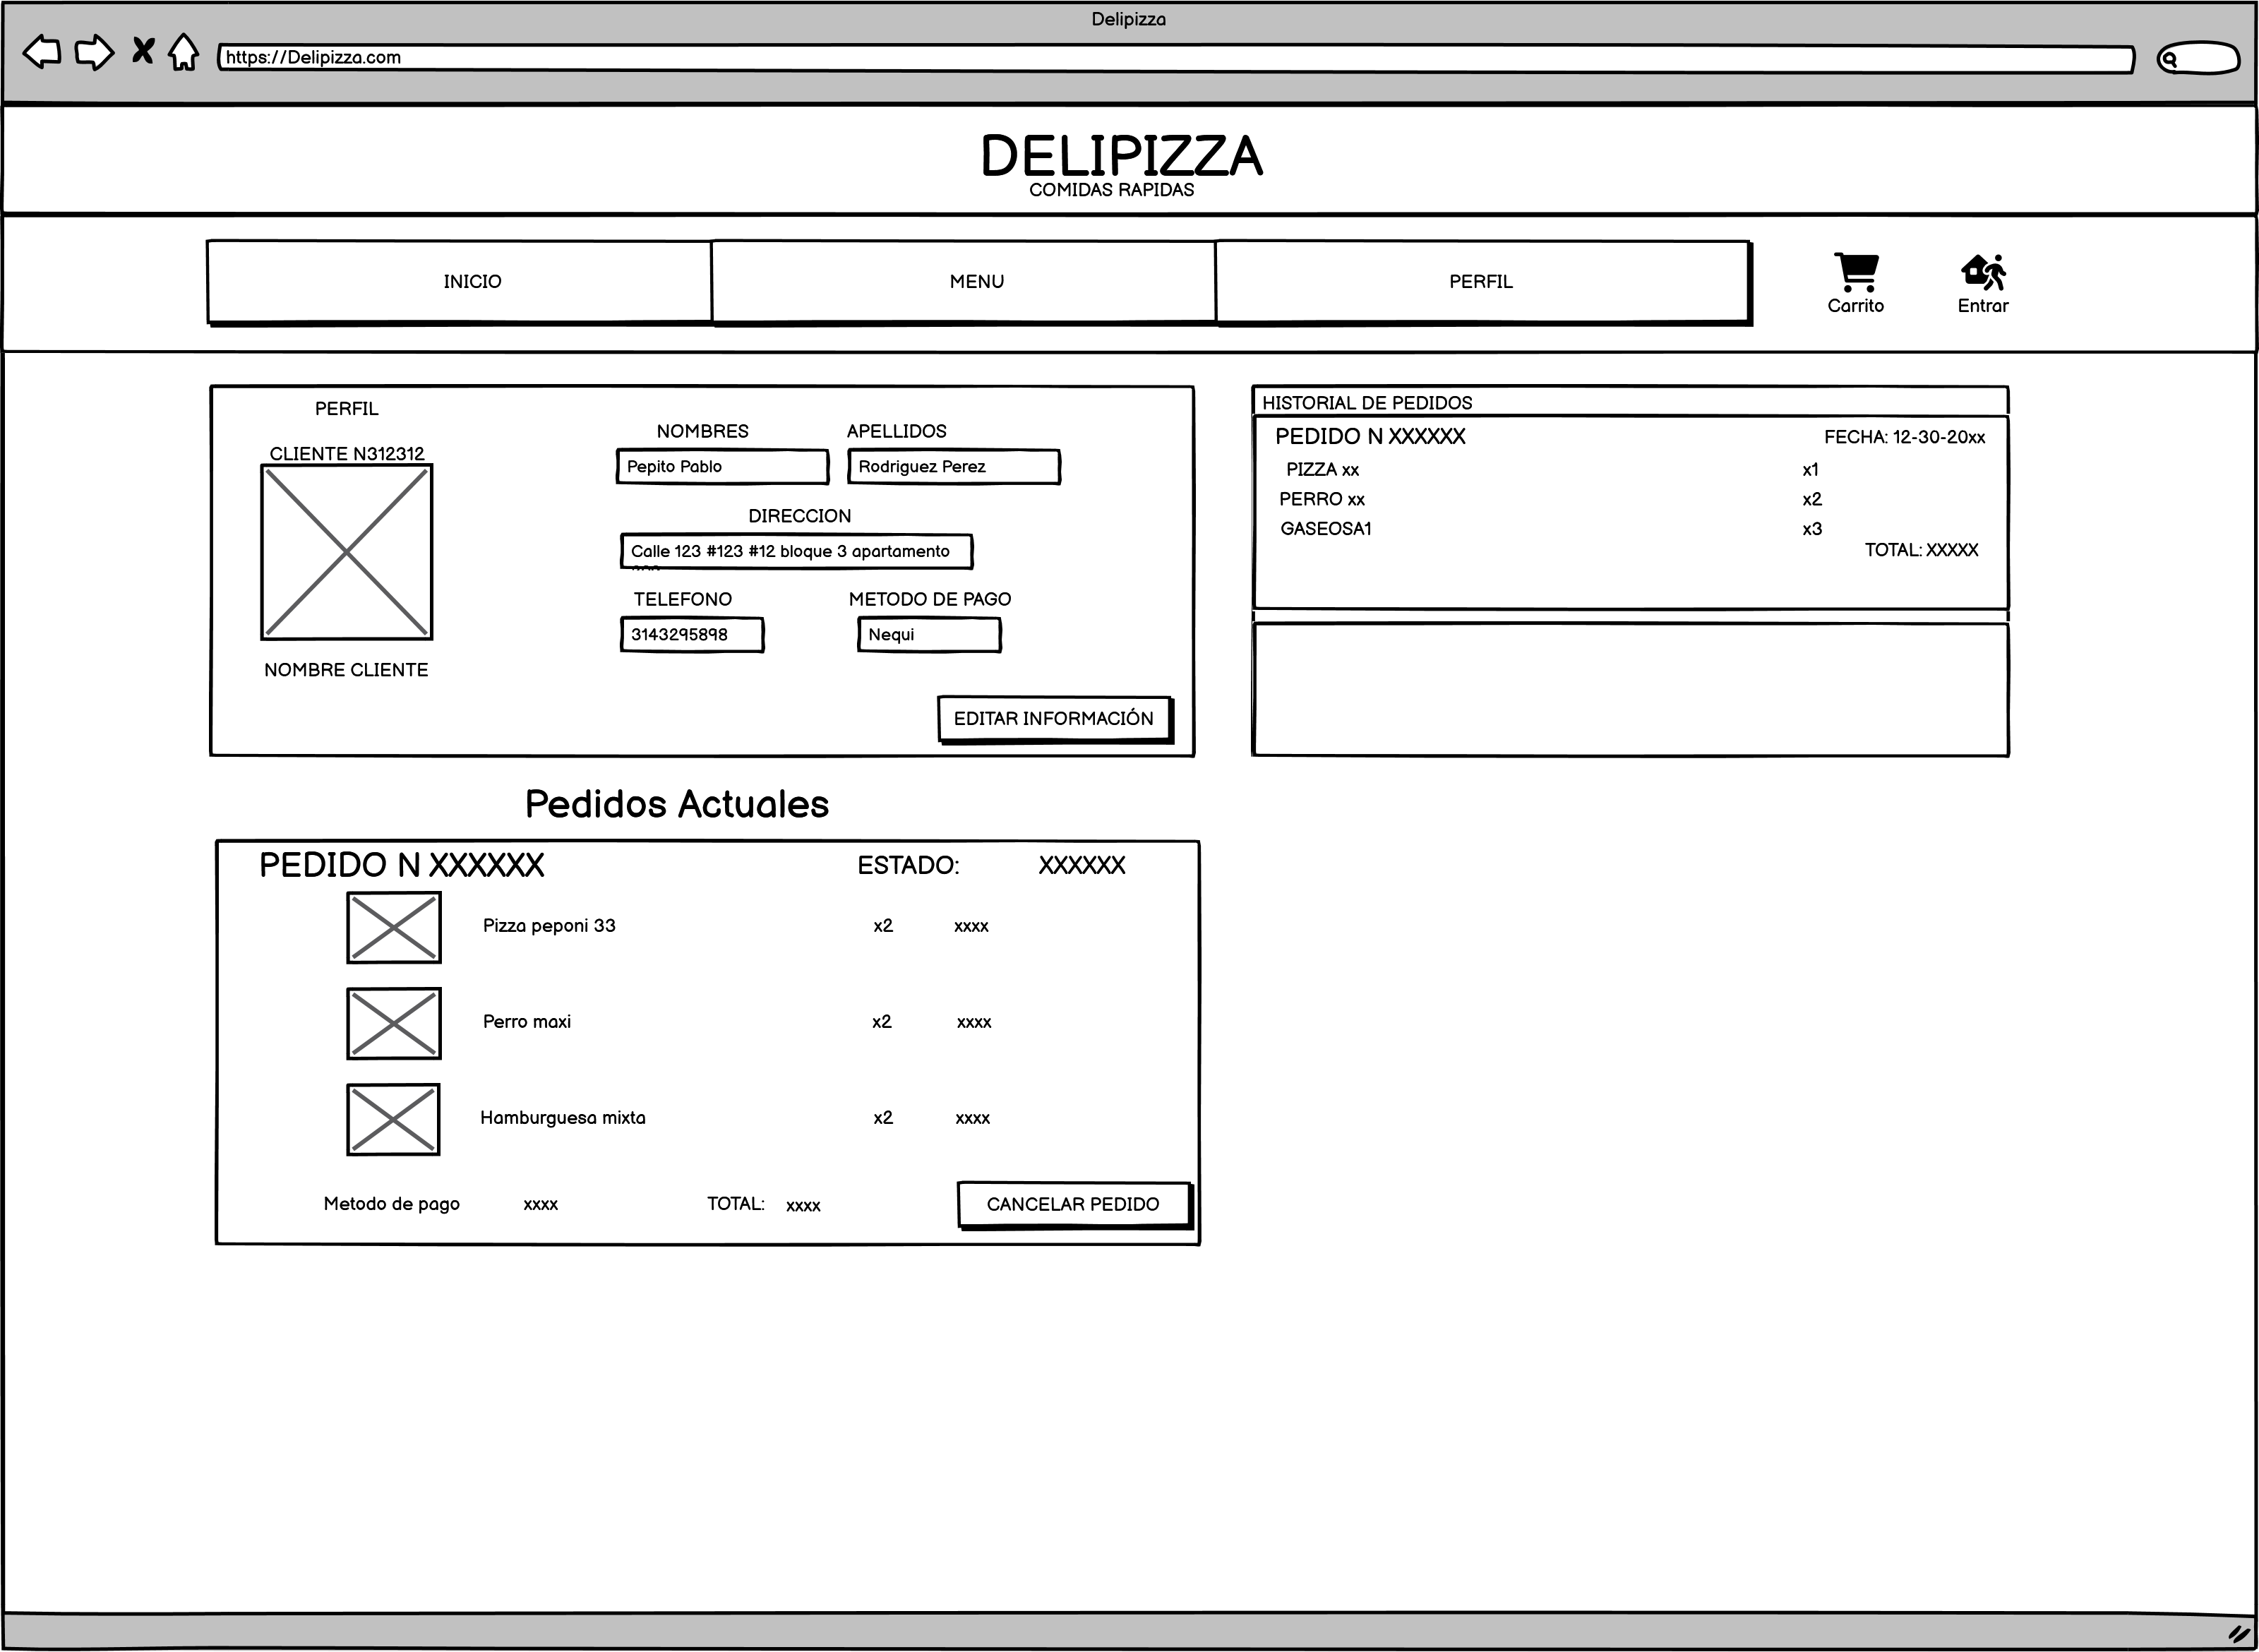 Delipizza
https://Delipizza.com
DELIPIZZA
COMIDAS RAPIDAS
INICIO
MENU
PERFIL
Carrito
Entrar
PERFIL
CLIENTE N312312
NOMBRE CLIENTE
NOMBRES
APELLIDOS
Pepito Pablo
Rodriguez Perez
DIRECCION
Calle 123 #123 #12 bloque 3 apartamento
TELEFONO
METODO DE PAGO
3143295898
Nequi
EDITAR INFORMACIÓN
HISTORIAL DE PEDIDOS
PEDIDO N XXXXXX
FECHA: 12-30-20xx
PIZZA xx x1
PERRO xx x2
GASEOSA1 x3
TOTAL: XXXXX
Pedidos Actuales
PEDIDO N XXXXXX ESTADO: XXXXXX
Pizza peponi 33 x2 xxxx
Perro maxi x2 xxxx
Hamburguesa mixta x2 xxxx
Metodo de pago xxxx TOTAL: xxxx
CANCELAR PEDIDO